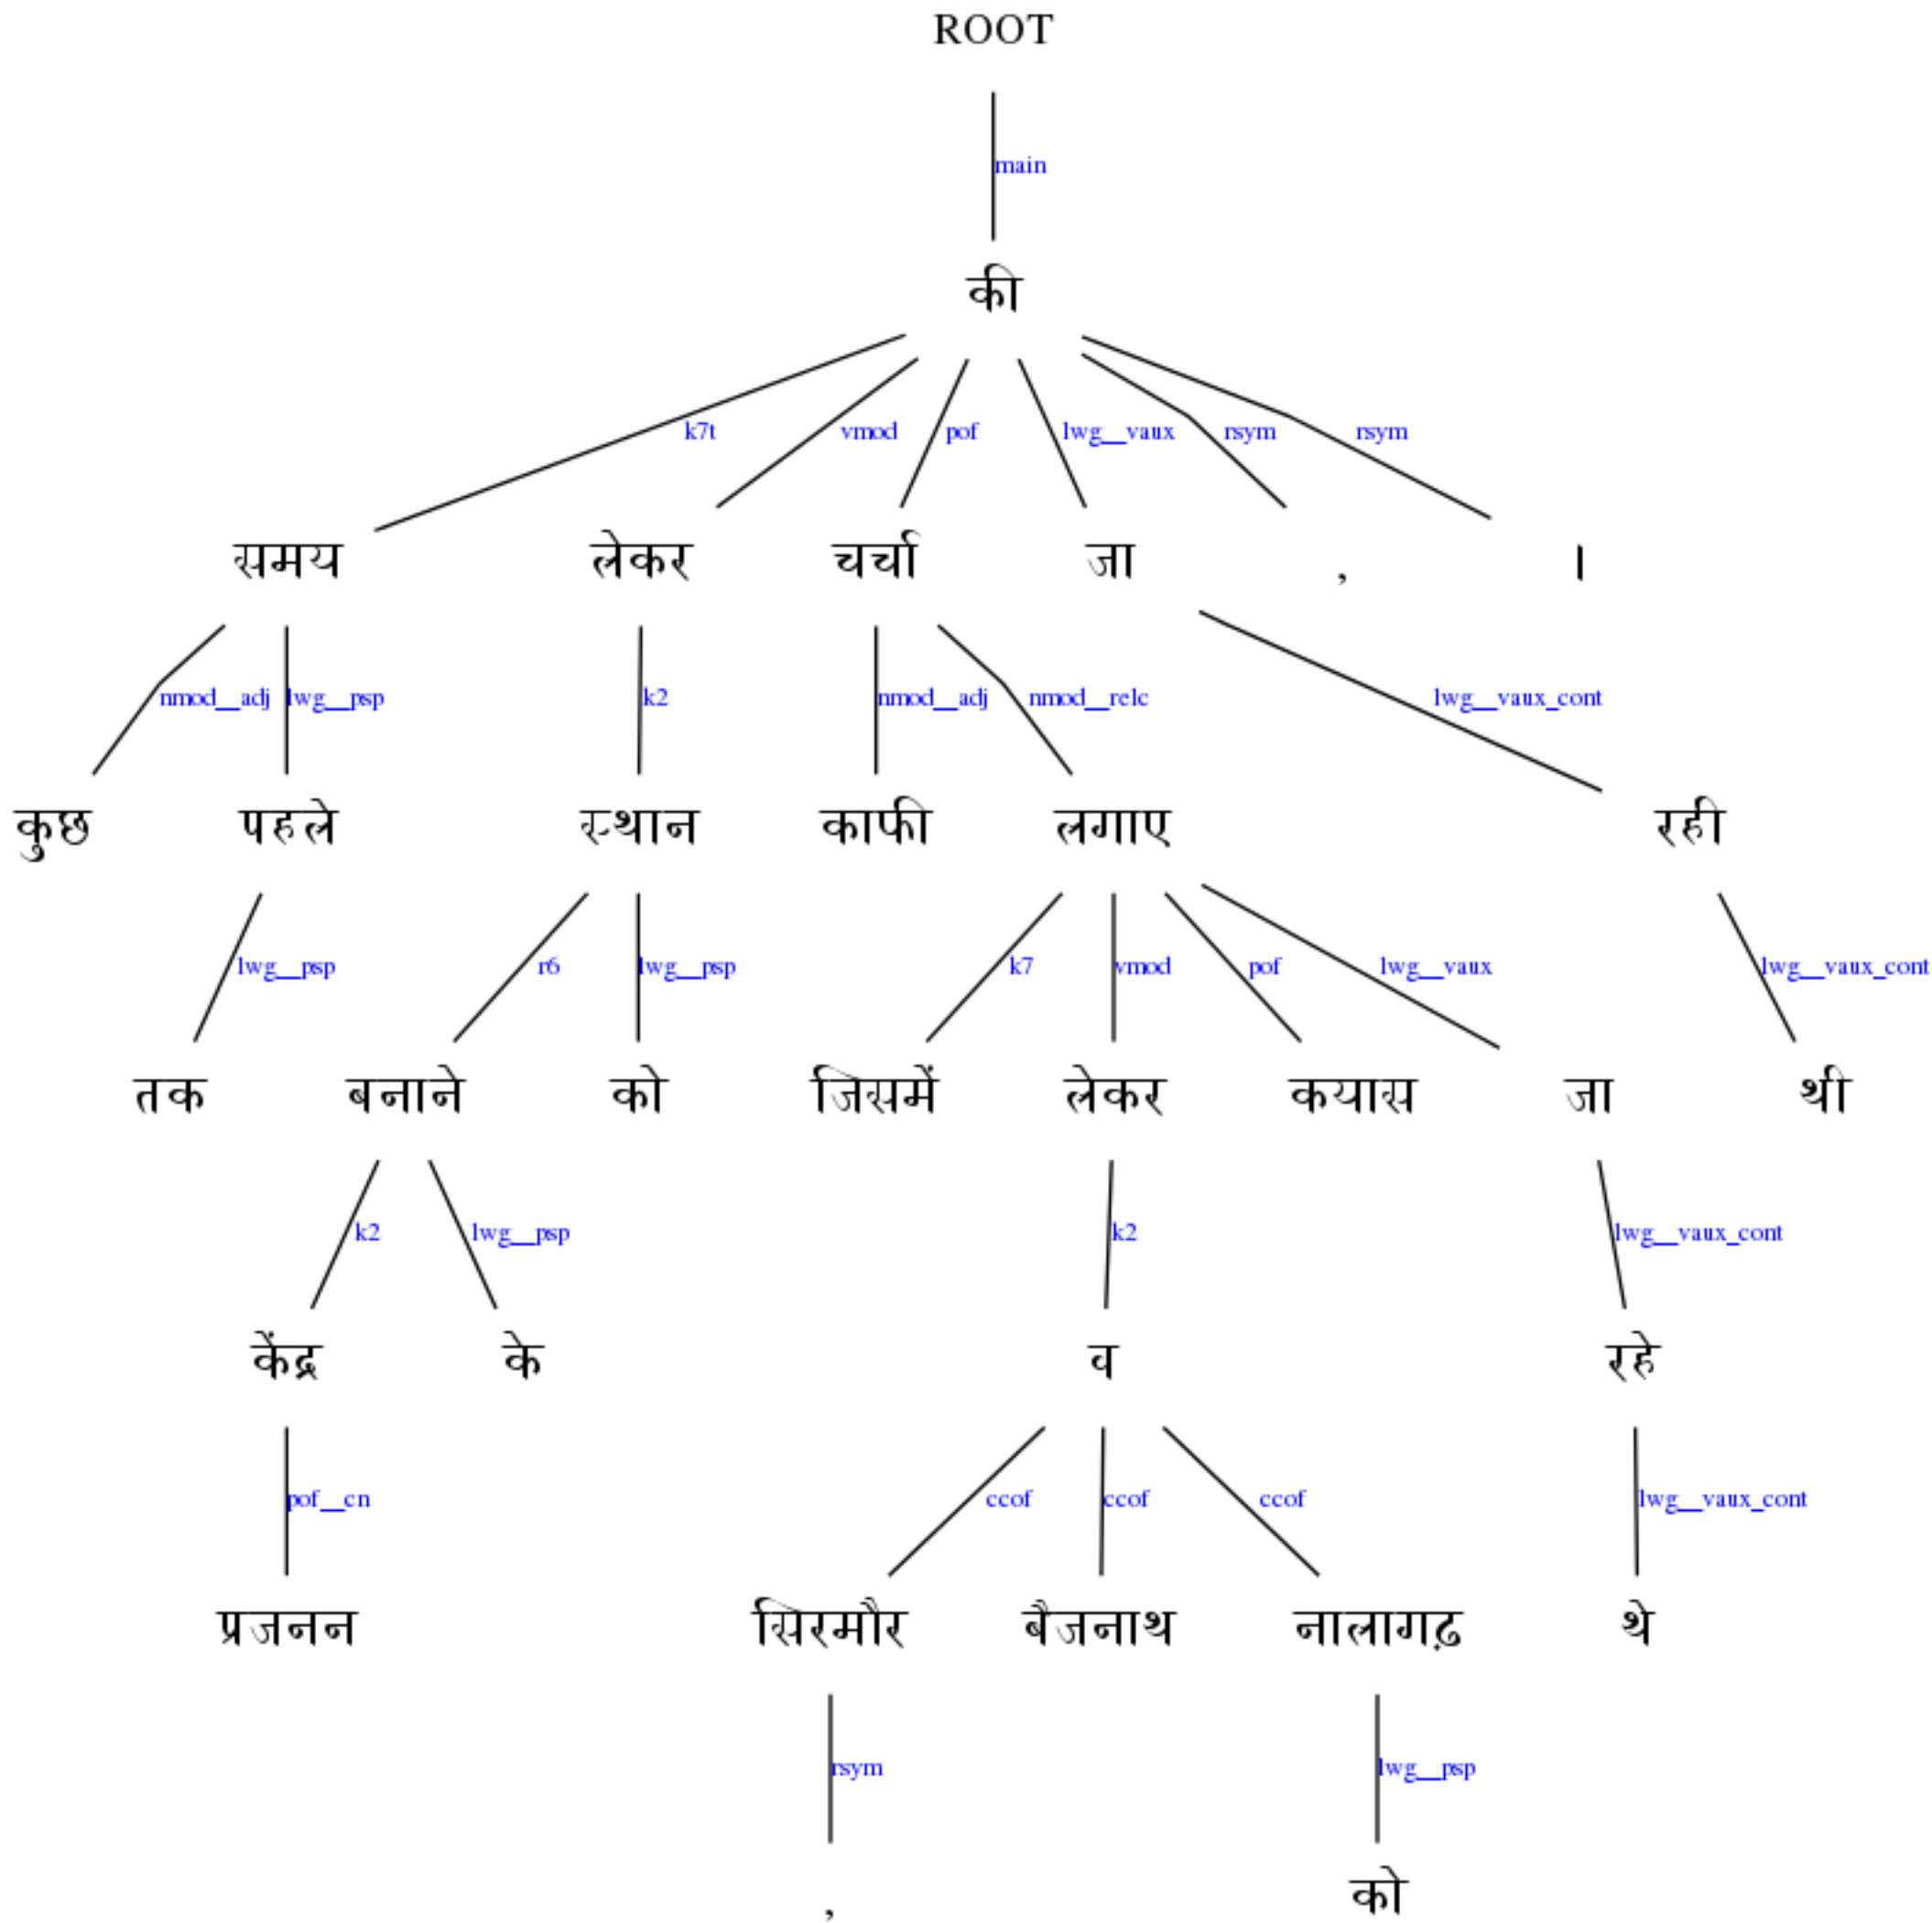 ROOT
main
की
k7t vmod pof lwg__vaux rsym rsym
समय लेकर चर्चा जा , ।
nmod__adj lwg__psp k2 nmod__adj nmod__relc lwg__vaux_cont
कुछ पहले स्थान काफी लगाए रही
lwg__psp r6 lwg__psp k7 vmod pof lwg__vaux lwg__vaux_cont
तक बनाने को जिसमें लेकर कयास जा थी
k2 lwg__psp k2 lwg__vaux_cont
केंद्र के व रहे
pof__cn ccof ccof ccof lwg__vaux_cont
प्रजनन सिरमौर बैजनाथ नालागढ़ थे
rsym lwg__psp
, को